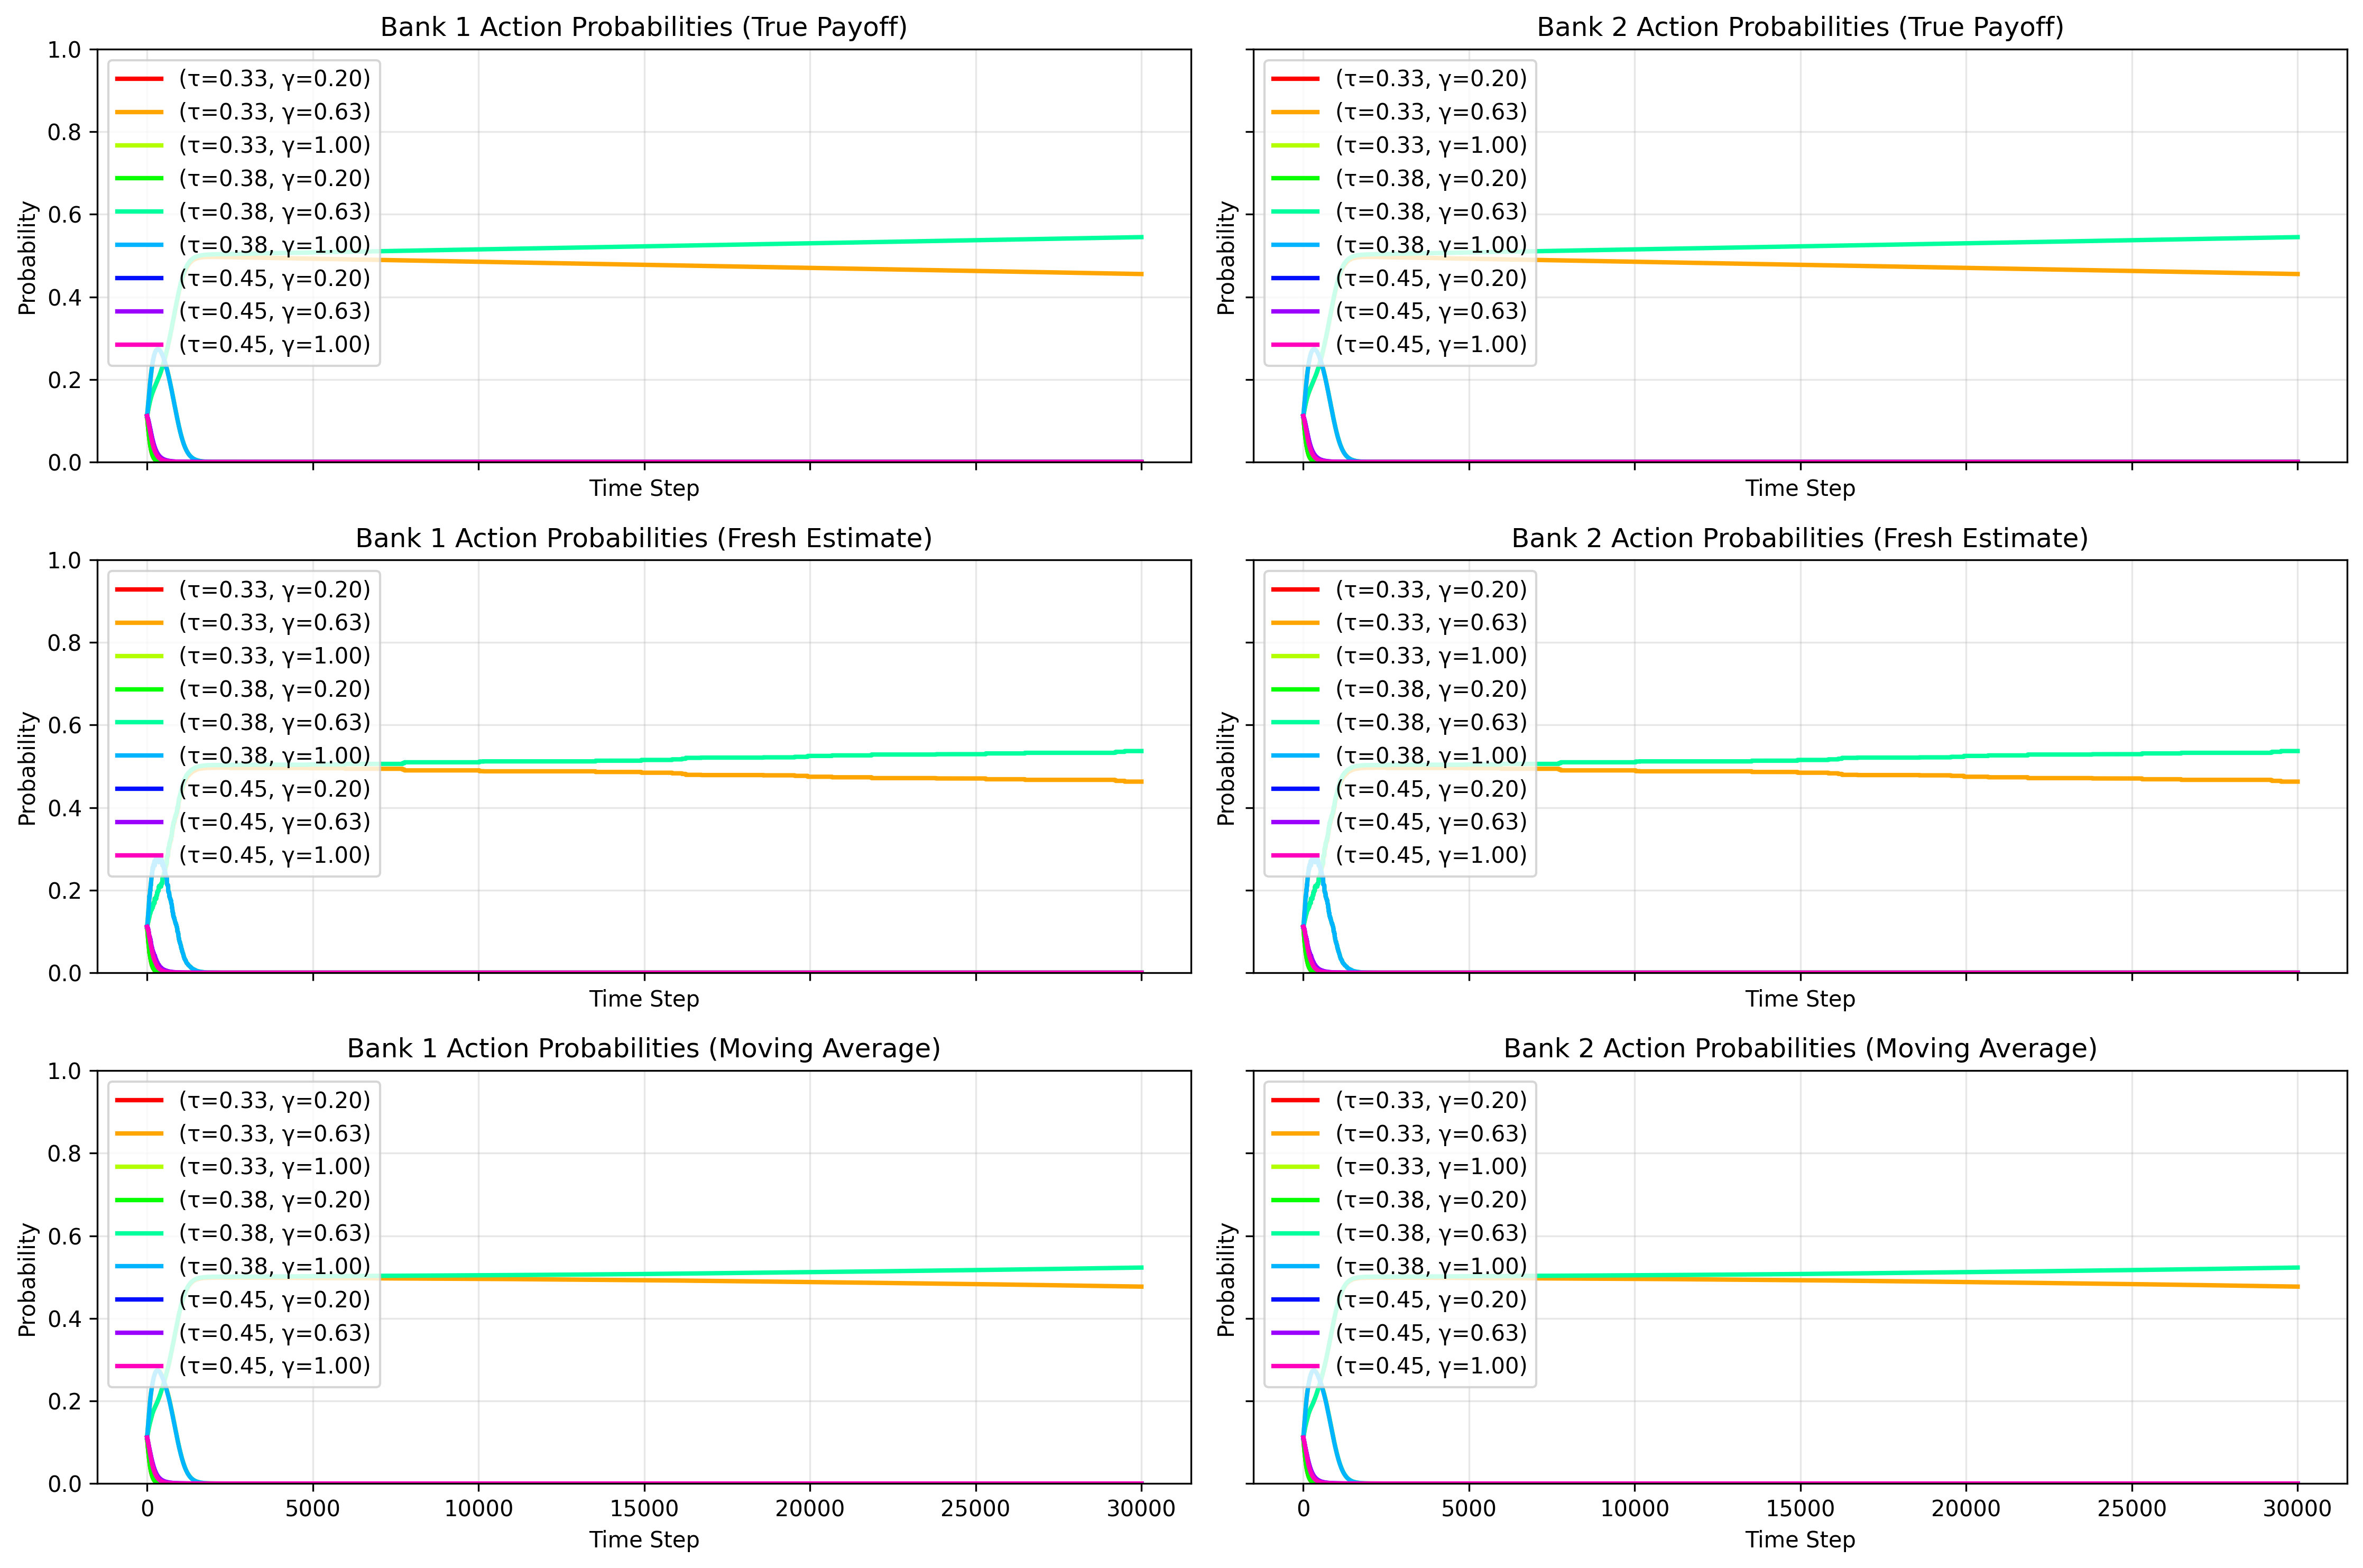 Bank 1 Action Probabilities (True Payoff)
1.0
0.8
0.6
0.4
0.2
0.0
Probability
(τ=0.33, γ=0.20)
(τ=0.33, γ=0.63)
(τ=0.33, γ=1.00)
(τ=0.38, γ=0.20)
(τ=0.38, γ=0.63)
(τ=0.38, γ=1.00)
(τ=0.45, γ=0.20)
(τ=0.45, γ=0.63)
(τ=0.45, γ=1.00)
Time Step
Bank 2 Action Probabilities (True Payoff)
Probability
(τ=0.33, γ=0.20)
(τ=0.33, γ=0.63)
(τ=0.33, γ=1.00)
(τ=0.38, γ=0.20)
(τ=0.38, γ=0.63)
(τ=0.38, γ=1.00)
(τ=0.45, γ=0.20)
(τ=0.45, γ=0.63)
(τ=0.45, γ=1.00)
Time Step
Bank 1 Action Probabilities (Fresh Estimate)
1.0
0.8
0.6
0.4
0.2
0.0
Probability
(τ=0.33, γ=0.20)
(τ=0.33, γ=0.63)
(τ=0.33, γ=1.00)
(τ=0.38, γ=0.20)
(τ=0.38, γ=0.63)
(τ=0.38, γ=1.00)
(τ=0.45, γ=0.20)
(τ=0.45, γ=0.63)
(τ=0.45, γ=1.00)
Time Step
Bank 2 Action Probabilities (Fresh Estimate)
Probability
(τ=0.33, γ=0.20)
(τ=0.33, γ=0.63)
(τ=0.33, γ=1.00)
(τ=0.38, γ=0.20)
(τ=0.38, γ=0.63)
(τ=0.38, γ=1.00)
(τ=0.45, γ=0.20)
(τ=0.45, γ=0.63)
(τ=0.45, γ=1.00)
Time Step
Bank 1 Action Probabilities (Moving Average)
1.0
0.8
0.6
0.4
0.2
0.0
Probability
(τ=0.33, γ=0.20)
(τ=0.33, γ=0.63)
(τ=0.33, γ=1.00)
(τ=0.38, γ=0.20)
(τ=0.38, γ=0.63)
(τ=0.38, γ=1.00)
(τ=0.45, γ=0.20)
(τ=0.45, γ=0.63)
(τ=0.45, γ=1.00)
0 5000 10000 15000 20000 25000 30000
Time Step
Bank 2 Action Probabilities (Moving Average)
Probability
(τ=0.33, γ=0.20)
(τ=0.33, γ=0.63)
(τ=0.33, γ=1.00)
(τ=0.38, γ=0.20)
(τ=0.38, γ=0.63)
(τ=0.38, γ=1.00)
(τ=0.45, γ=0.20)
(τ=0.45, γ=0.63)
(τ=0.45, γ=1.00)
0 5000 10000 15000 20000 25000 30000
Time Step